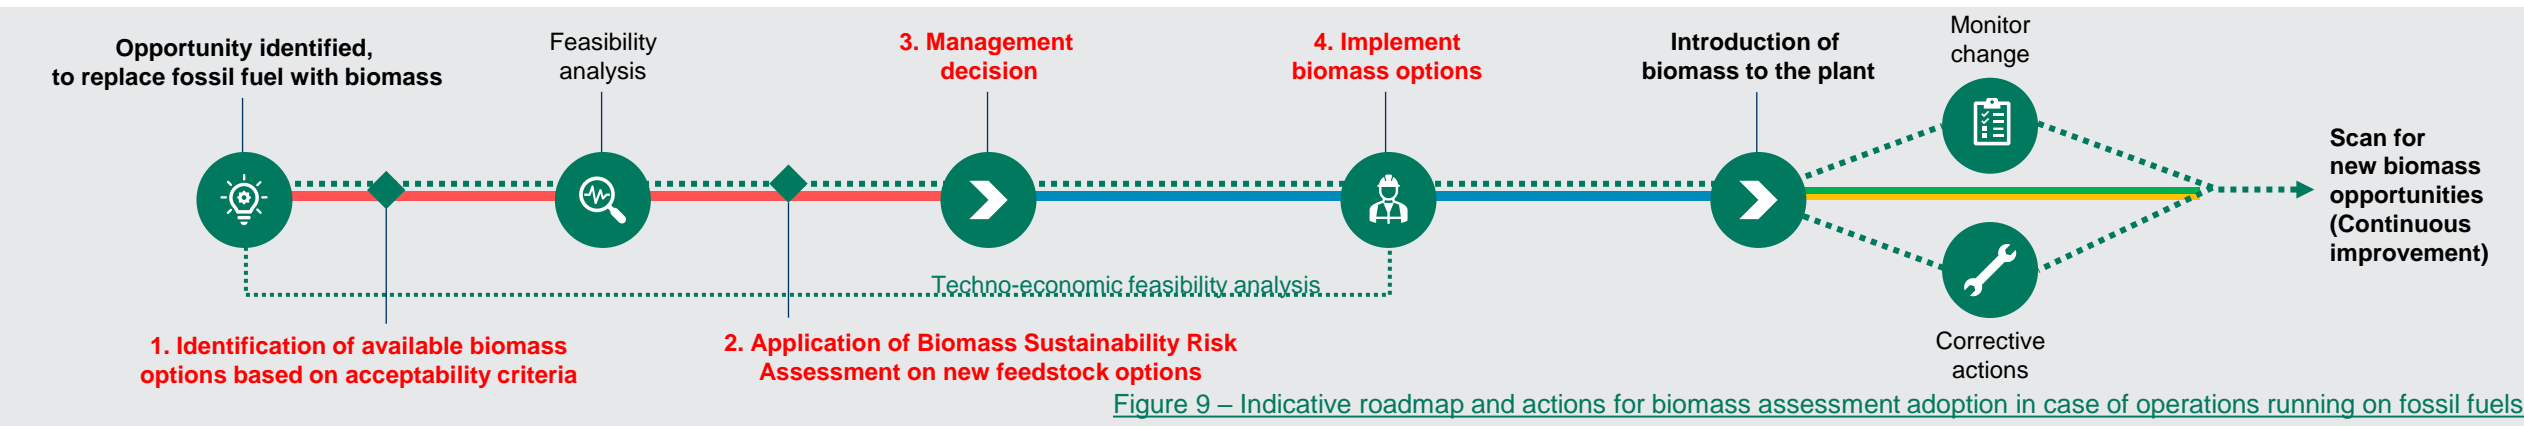 Opportunity identified,
to replace fossil fuel with biomass
Feasibility
analysis
3. Management
decision
4. Implement
biomass options
Introduction of
biomass to the plant
Monitor
change
Scan for
new biomass
opportunities
(Continuous
improvement)
Techno-economic feasibility analysis
1. Identification of available biomass
options based on acceptability criteria
2. Application of Biomass Sustainability Risk
Assessment on new feedstock options
Corrective
actions
Figure 9 – Indicative roadmap and actions for biomass assessment adoption in case of operations running on fossil fuels